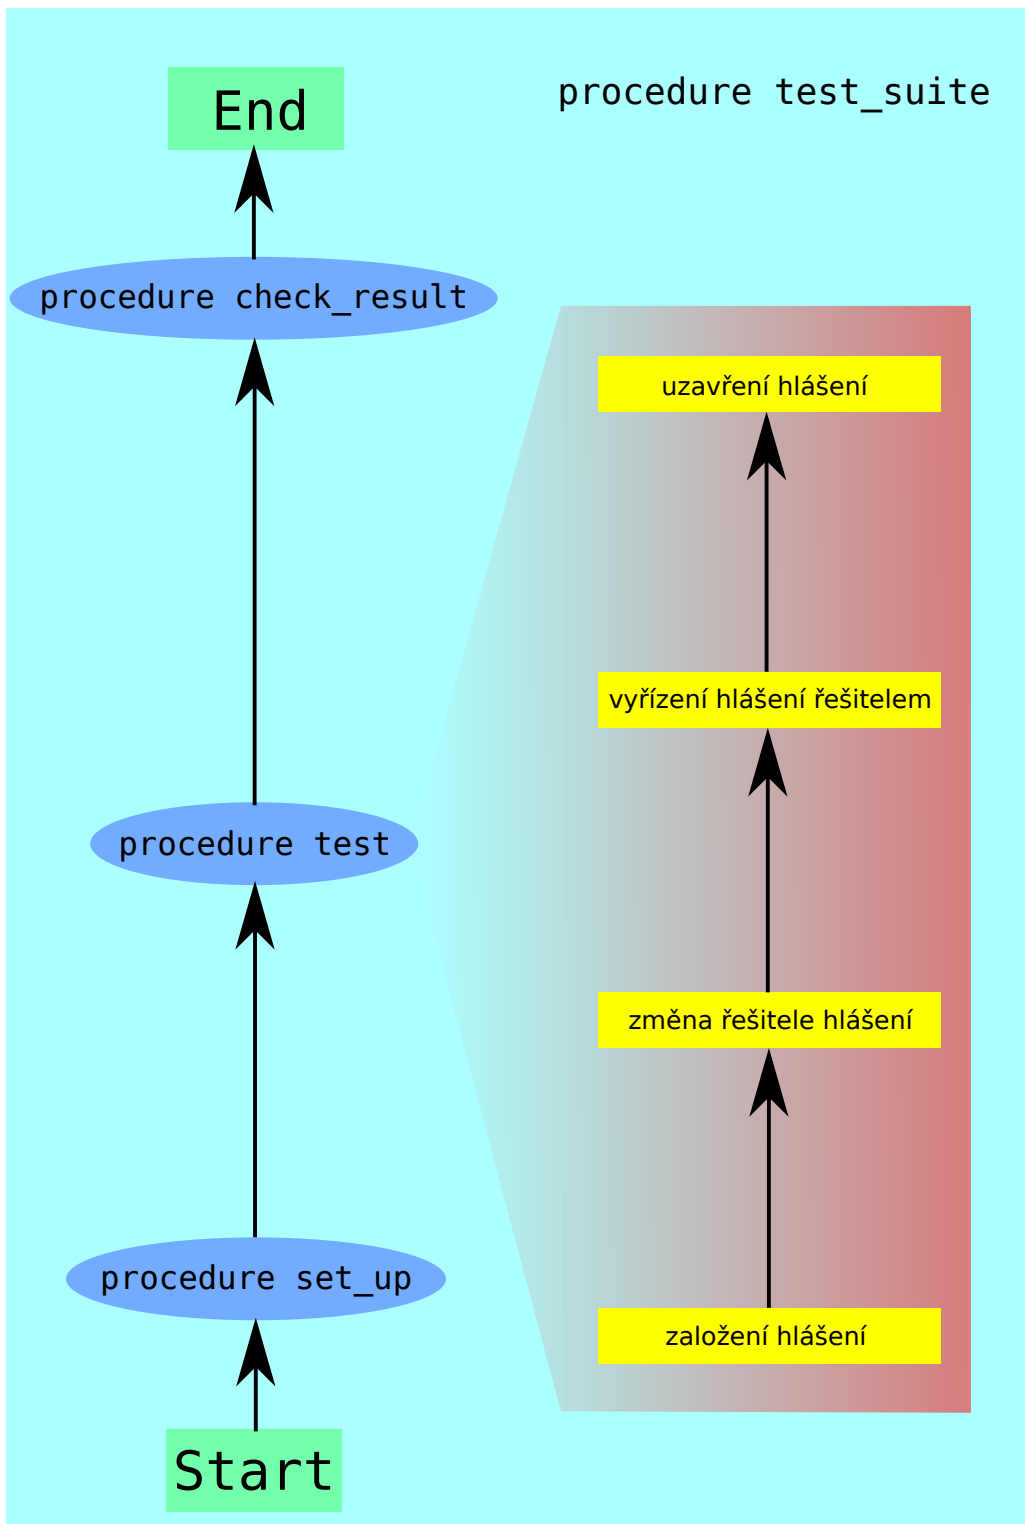 End
procedure test_suite
procedure check_result
uzavření hlášení
vyřízení hlášení řešitelem
procedure test
změna řešitele hlášení
procedure set_up
založení hlášení
Start